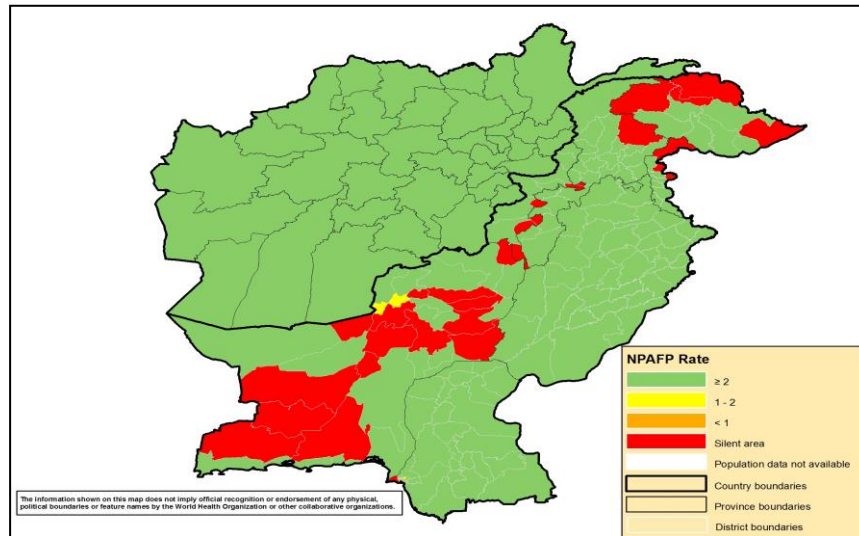 NPAFP Rate
≥ 2
1 - 2
< 1
Silent area
Population data not available
Country boundaries
Province boundaries
District boundaries
The information shown on this map does not imply official recognition or endorsement of any physical,
political boundaries or feature names by the World Health Organization or other collaborative organizations.